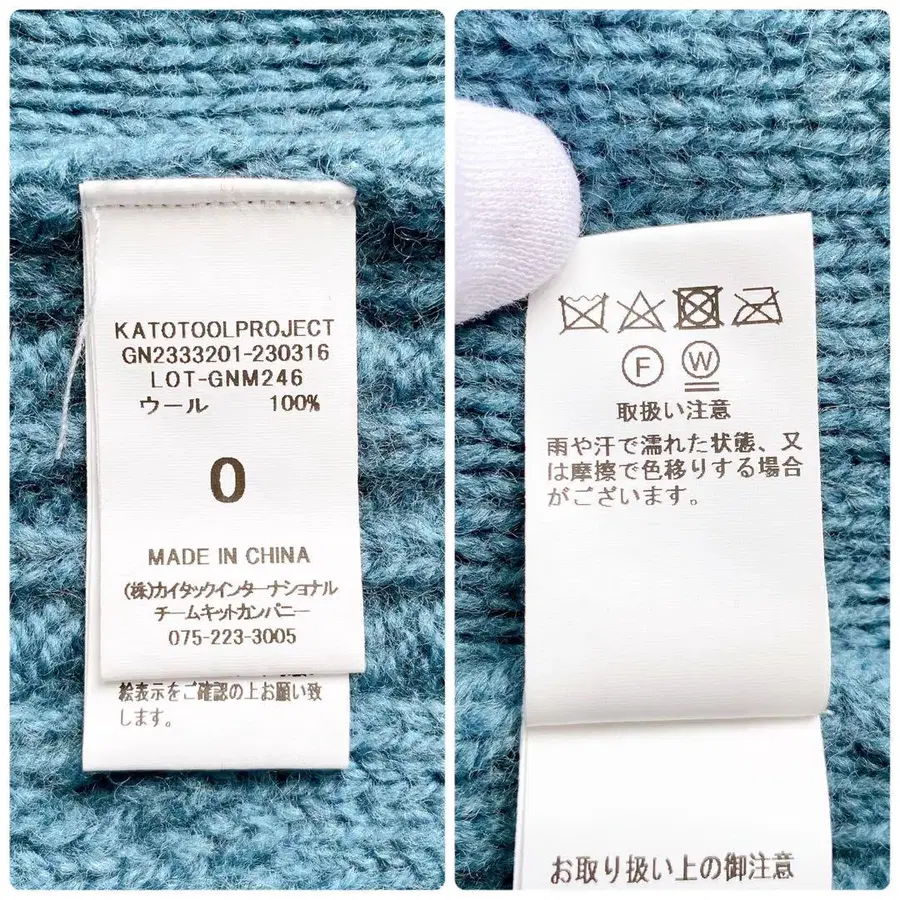 KATOTOOLPROJECT
GN2333201-230316
LOT-GNM246
ウール 100%
0
MADE IN CHINA
(株)カイタックインターナショナル
チームキットカンパニー
075-223-3005
絵表示をご確認の上お願い致
します。
F W
取扱い注意
雨や汗で濡れた状態、又
は摩擦で色移りする場合
がございます。
お取り扱い上の御注意